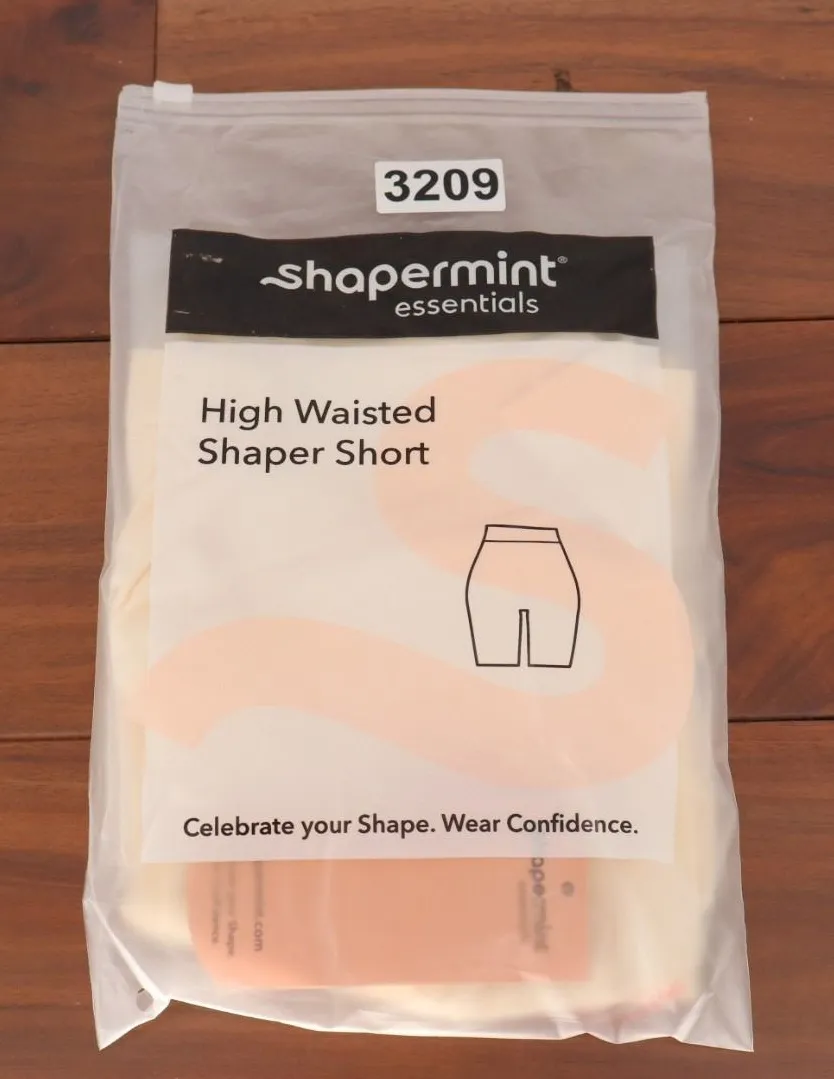 3209
shapermint®
essentials
High Waisted
Shaper Short
Celebrate your Shape. Wear Confidence.